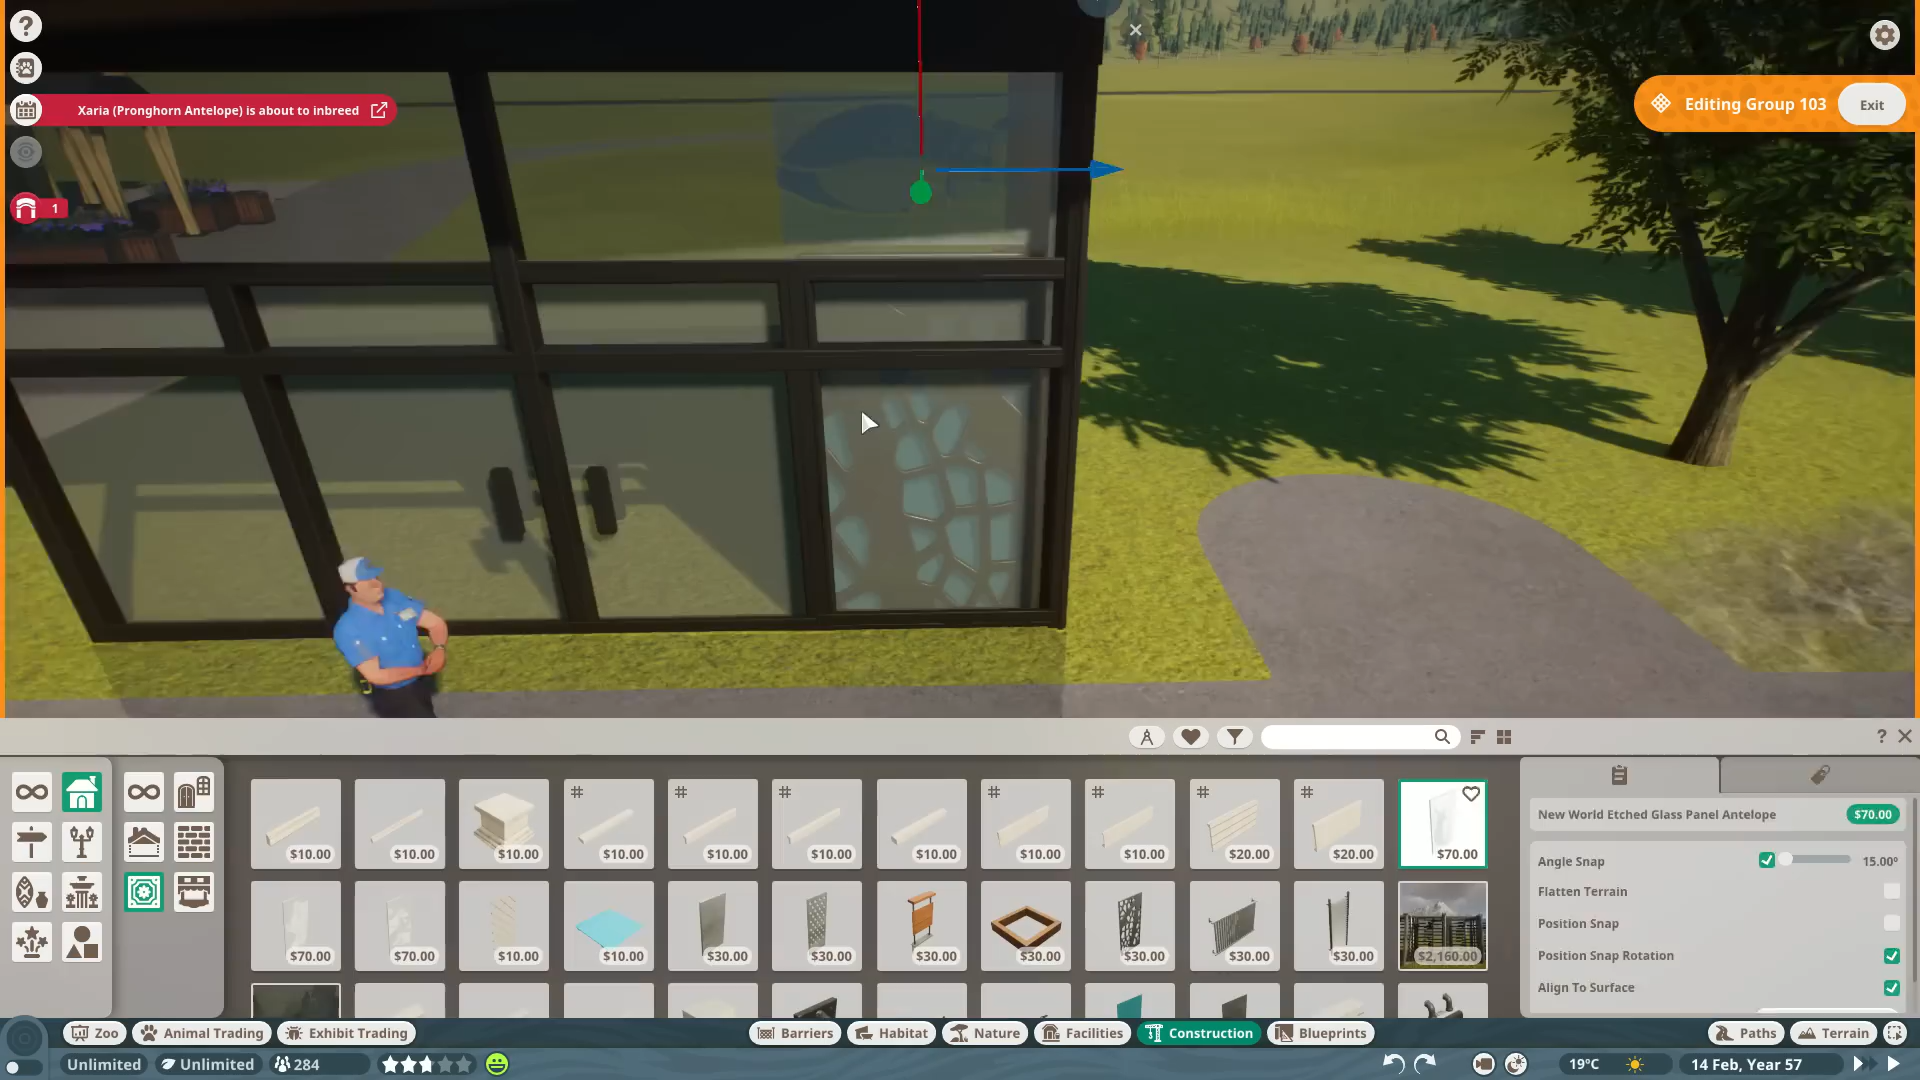 ?
Xaria (Pronghorn Antelope) is about to inbreed
Editing Group 103
Exit
1
?
#
#
#
#
#
#
#
$10.00
$10.00
$10.00
$10.00
$10.00
$10.00
$10.00
$10.00
$10.00
$20.00
$20.00
$70.00
$70.00
$70.00
$10.00
$10.00
$30.00
$30.00
$30.00
$30.00
$30.00
$30.00
$30.00
$2,160.00
New World Etched Glass Panel Antelope
$70.00
Angle Snap
15.00°
Flatten Terrain
Position Snap
Position Snap Rotation
Align To Surface
Zoo
Animal Trading
Exhibit Trading
Barriers
Habitat
Nature
Facilities
Construction
Blueprints
Paths
Terrain
Unlimited
Unlimited
284
19°C
14 Feb, Year 57